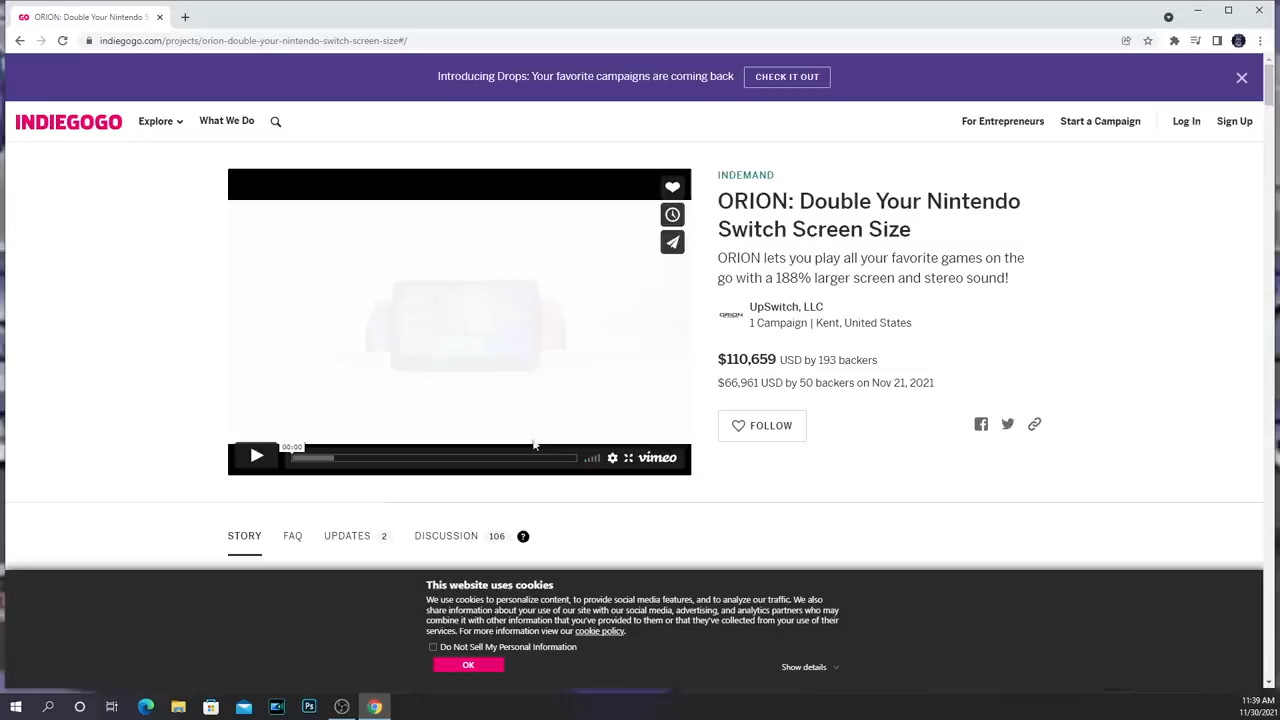 ORION: Double Your Nintendo S
indiegogo.com/projects/orion-double-your-nintendo-switch-screen-size#/
Introducing Drops: Your favorite campaigns are coming back
CHECK IT OUT
INDIEGOGO
Explore
What We Do
For Entrepreneurs
Start a Campaign
Log In
Sign Up
INDEMAND
ORION: Double Your Nintendo
Switch Screen Size
ORION lets you play all your favorite games on the
go with a 188% larger screen and stereo sound!
ORION
UpSwitch, LLC
1 Campaign | Kent, United States
$110,659 USD by 193 backers
$66,961 USD by 50 backers on Nov 21, 2021
FOLLOW
00:00
vimeo
STORY
FAQ
UPDATES 2
DISCUSSION 106
?
This website uses cookies
We use cookies to personalize content, to provide social media features, and to analyze our traffic. We also
share information about your use of our site with our social media, advertising, and analytics partners who may
combine it with other information that you've provided to them or that they've collected from your use of their
services. For more information view our cookie policy.
Do Not Sell My Personal Information
OK
Show details
11:39 AM
11/30/2021